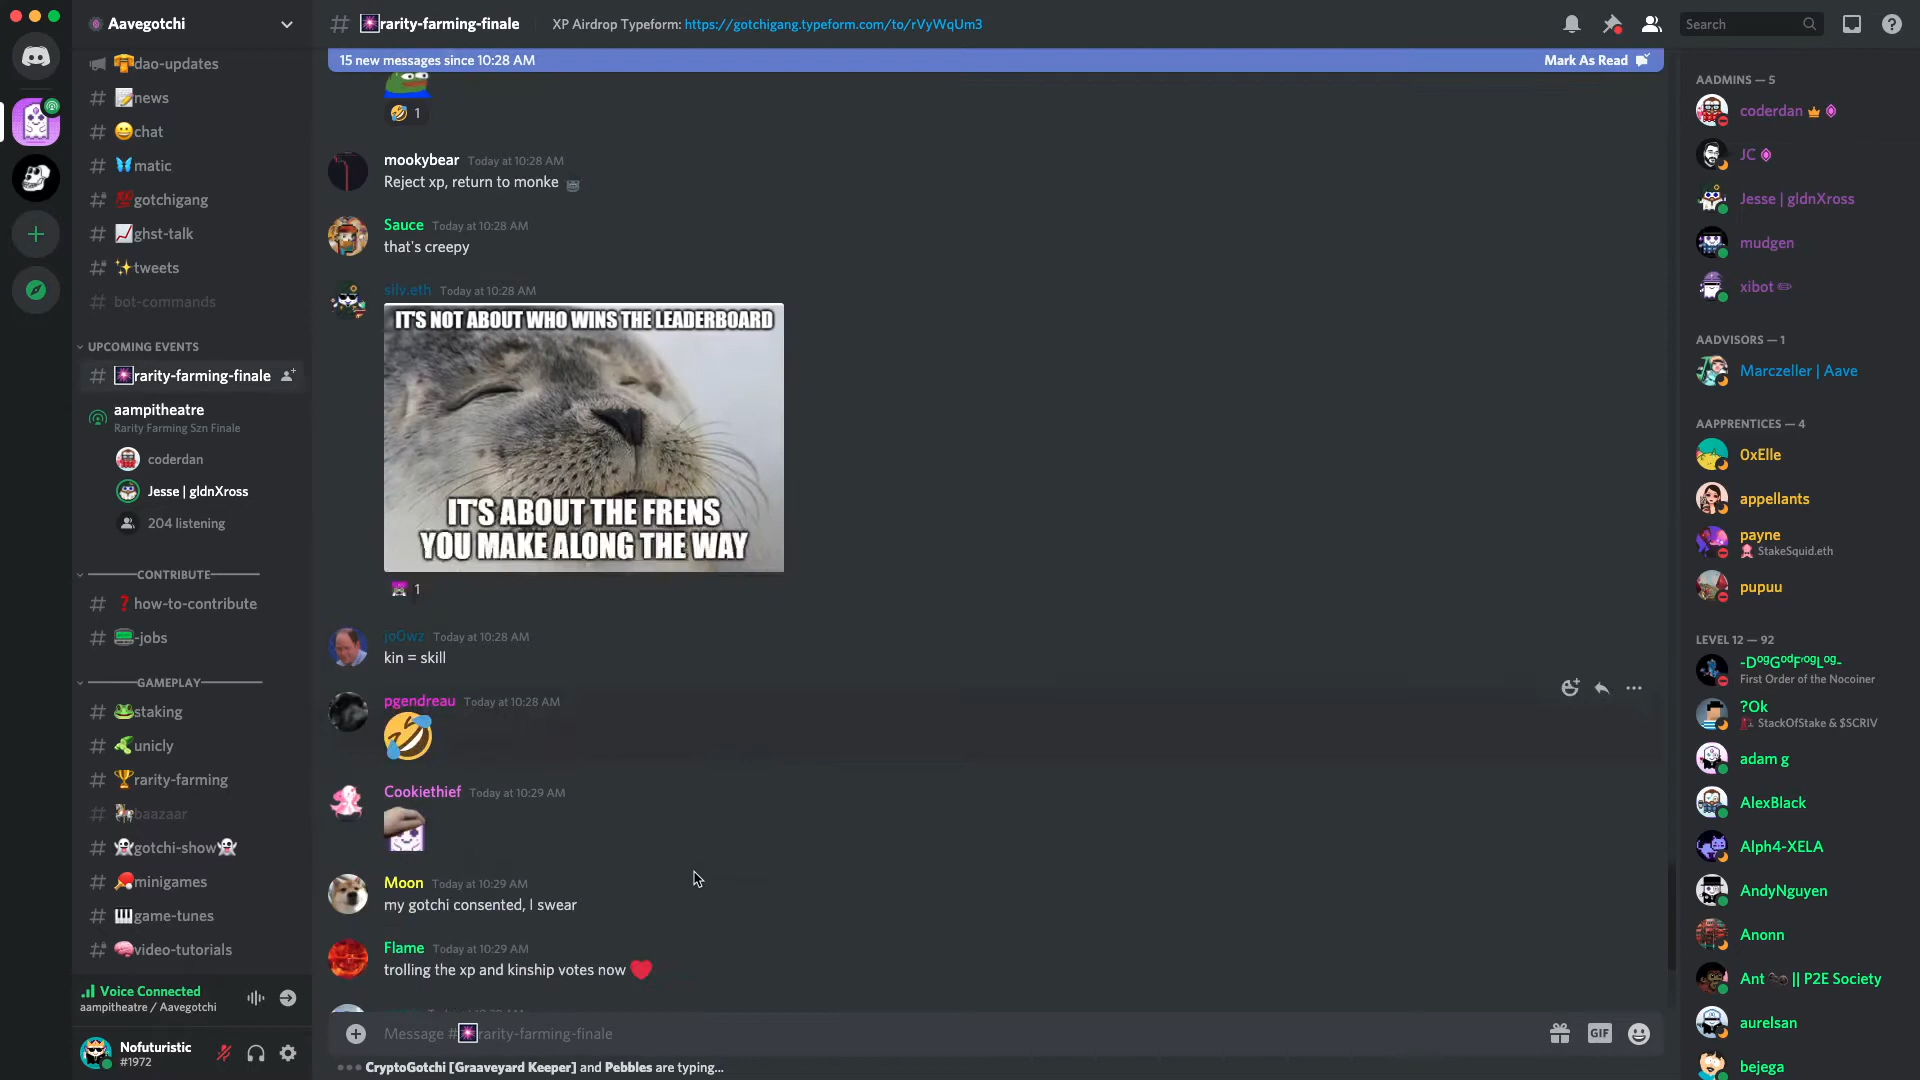 Aavegotchi
dao-updates
news
chat
matic
gotchigang
ghst-talk
tweets
bot-commands
UPCOMING EVENTS
rarity-farming-finale
aampitheatre
Rarity Farming Szn Finale
coderdan
Jesse | gldnXross
204 listening
CONTRIBUTE
how-to-contribute
-jobs
GAMEPLAY
staking
unicly
rarity-farming
baazaar
gotchi-show
minigames
game-tunes
video-tutorials
Voice Connected
aampitheatre / Aavegotchi
Nofuturistic
#1972
rarity-farming-finale XP Airdrop Typeform: https://gotchigang.typeform.com/to/rVyWqUm3
Search
15 new messages since 10:28 AM Mark As Read
1
mookybear Today at 10:28 AM
Reject xp, return to monke
Sauce Today at 10:28 AM
that's creepy
silv.eth Today at 10:28 AM
IT'S NOT ABOUT WHO WINS THE LEADERBOARD
IT'S ABOUT THE FRENS
YOU MAKE ALONG THE WAY
1
jo0wz Today at 10:28 AM
kin = skill
pgendreau Today at 10:28 AM
Cookiethief Today at 10:29 AM
Moon Today at 10:29 AM
my gotchi consented, I swear
Flame Today at 10:29 AM
trolling the xp and kinship votes now
Message #rarity-farming-finale
GIF
CryptoGotchi [Graaveyard Keeper] and Pebbles are typing...
AADMINS — 5
coderdan
JC
Jesse | gldnXross
mudgen
xibot
AADVISORS — 1
Marczeller | Aave
AAPRENTICES — 4
0xElle
appellants
payne
StakeSquid.eth
pupuu
LEVEL 12 — 92
-DᵒᵍGᵒᵈFʳᵒᵍLᵒᵍ-
First Order of the Nocoiner
?Ok
StackOfStake & $SCRIV
adam g
AlexBlack
Alph4-XELA
AndyNguyen
Anonn
Ant || P2E Society
aurelsan
bejega